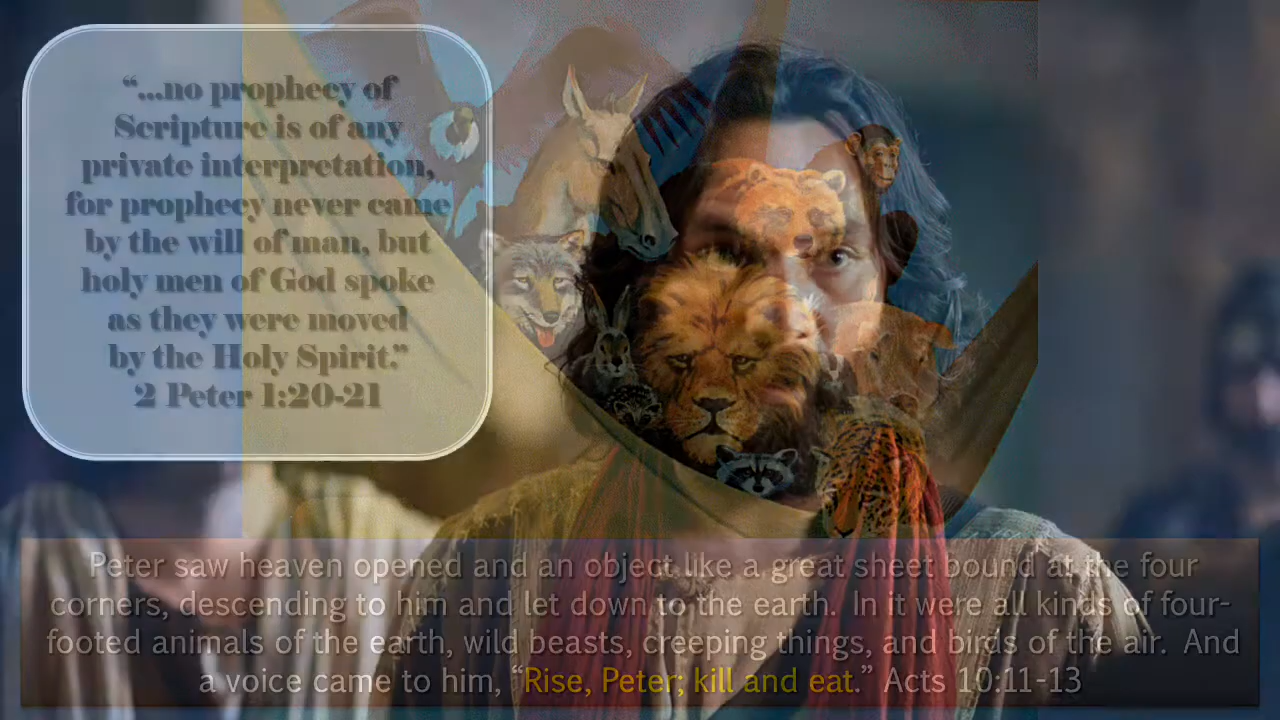 “...no prophecy of
Scripture is of any
private interpretation,
for prophecy never came
by the will of man, but
holy men of God spoke
as they were moved
by the Holy Spirit.”
2 Peter 1:20-21
Peter saw heaven opened and an object like a great sheet bound at the four
corners, descending to him and let down to the earth. In it were all kinds of four-
footed animals of the earth, wild beasts, creeping things, and birds of the air. And
a voice came to him, “Rise, Peter; kill and eat.” Acts 10:11-13